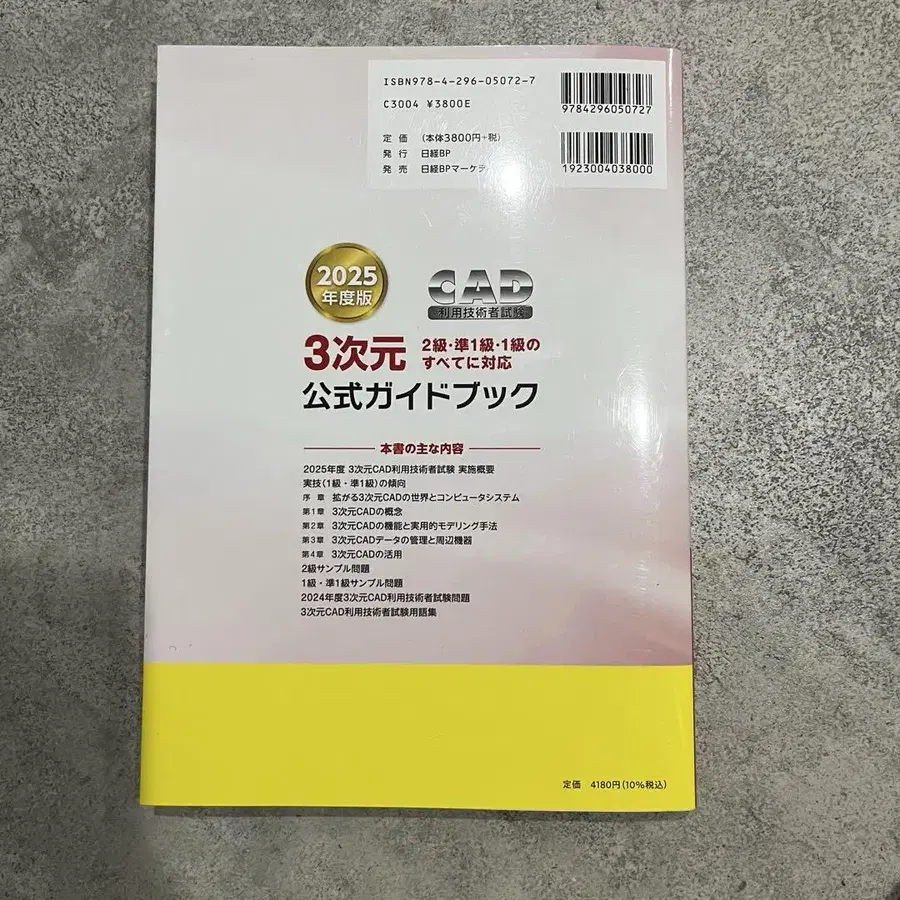 ISBN978-4-296-05072-7
C3004 ¥3800E
定価 (本体3800円+税)
発行 日経BP
発売 日経BPマーケ
9784296050727
1923004038000
2025
年度版
CAD
利用技術者試験
3次元 2級・準1級・1級の
すべてに対応
公式ガイドブック
本書の主な内容
2025年度 3次元CAD利用技術者試験 実施概要
実技(1級・準1級)の傾向
序章 拡がる3次元CADの世界とコンピュータシステム
第1章 3次元CADの概念
第2章 3次元CADの機能と実用的モデリング手法
第3章 3次元CADデータの管理と周辺機器
第4章 3次元CADの活用
2級サンプル問題
1級・準1級サンプル問題
2024年度3次元CAD利用技術者試験問題
3次元CAD利用技術者試験用語集
定価 4180円(10%税込)